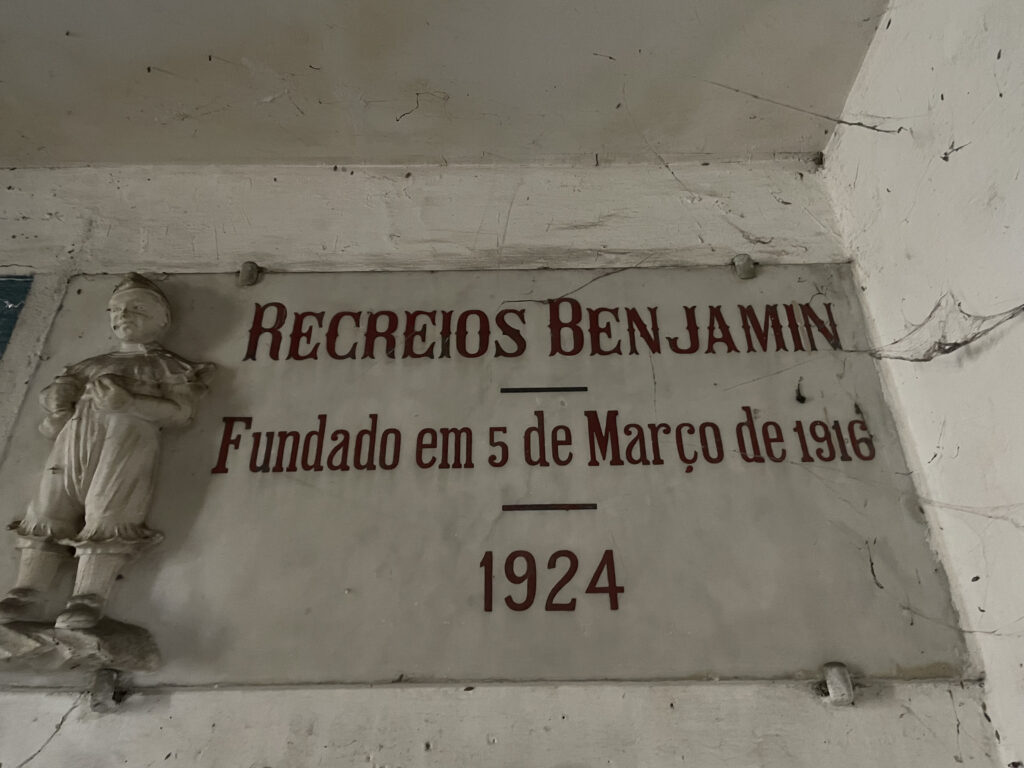 RECREIOS BENJAMIN
Fundado em 5 de Março de 1916
1924